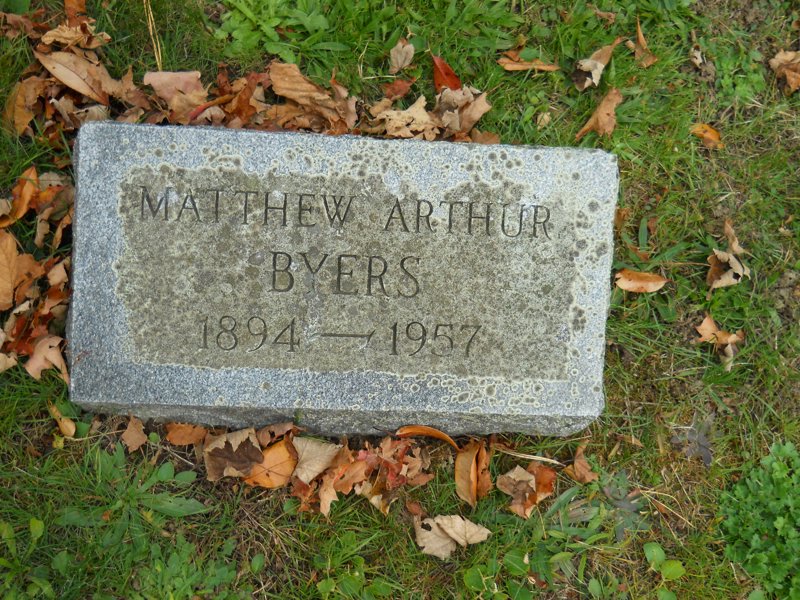 MATTHEW ARTHUR
BYERS
1894 — 1957